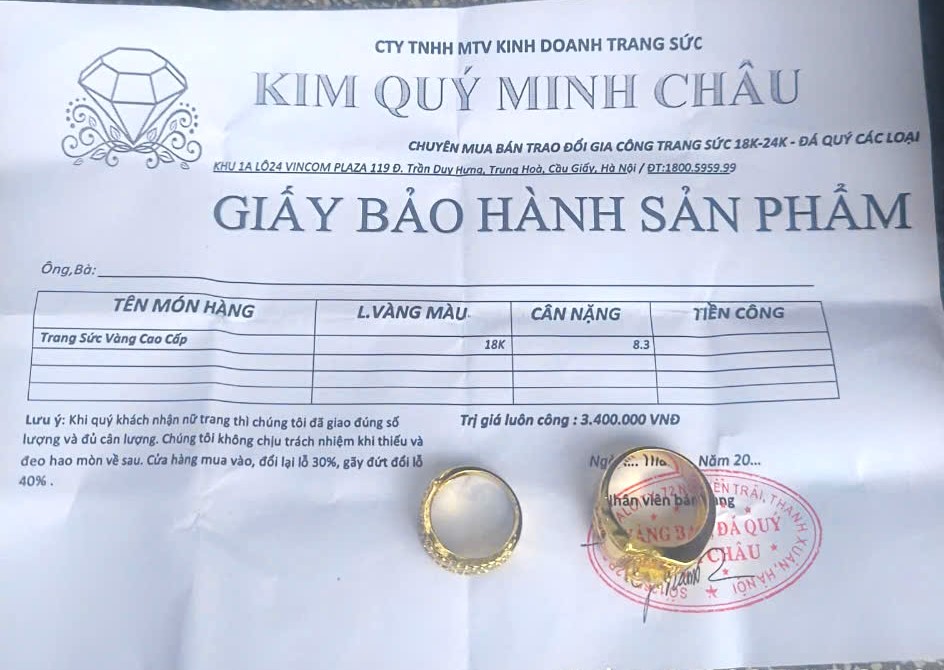 CTY TNHH MTV KINH DOANH TRANG SỨC
KIM QUÝ MINH CHÂU
CHUYÊN MUA BÁN TRAO ĐỔI GIA CÔNG TRANG SỨC 18K-24K - ĐÁ QUÝ CÁC LOẠI
KHU 1A LÔ24 VINCOM PLAZA 119 Đ. Trần Duy Hưng, Trung Hoà, Cầu Giấy, Hà Nội / ĐT:1800.5959.99
GIẤY BẢO HÀNH SẢN PHẨM
Ông,Bà:
TÊN MÓN HÀNG L.VÀNG MÀU. CÂN NẶNG TIỀN CÔNG
Trang Sức Vàng Cao Cấp 18K 8.3
Lưu ý: Khi quý khách nhận nữ trang thì chúng tôi đã giao đúng số
lượng và đủ cân lượng. Chúng tôi không chịu trách nhiệm khi thiếu và
đeo hao mòn về sau. Cửa hàng mua vào, đổi lại lỗ 30%, gãy đứt đổi lỗ
40% .
Trị giá luôn công : 3.400.000 VNĐ
Năm 20...
Nhân viên bán
TRÃI, THANH XUÂN, HÀNỘI
ĐÁ QUÝ
CHÂU